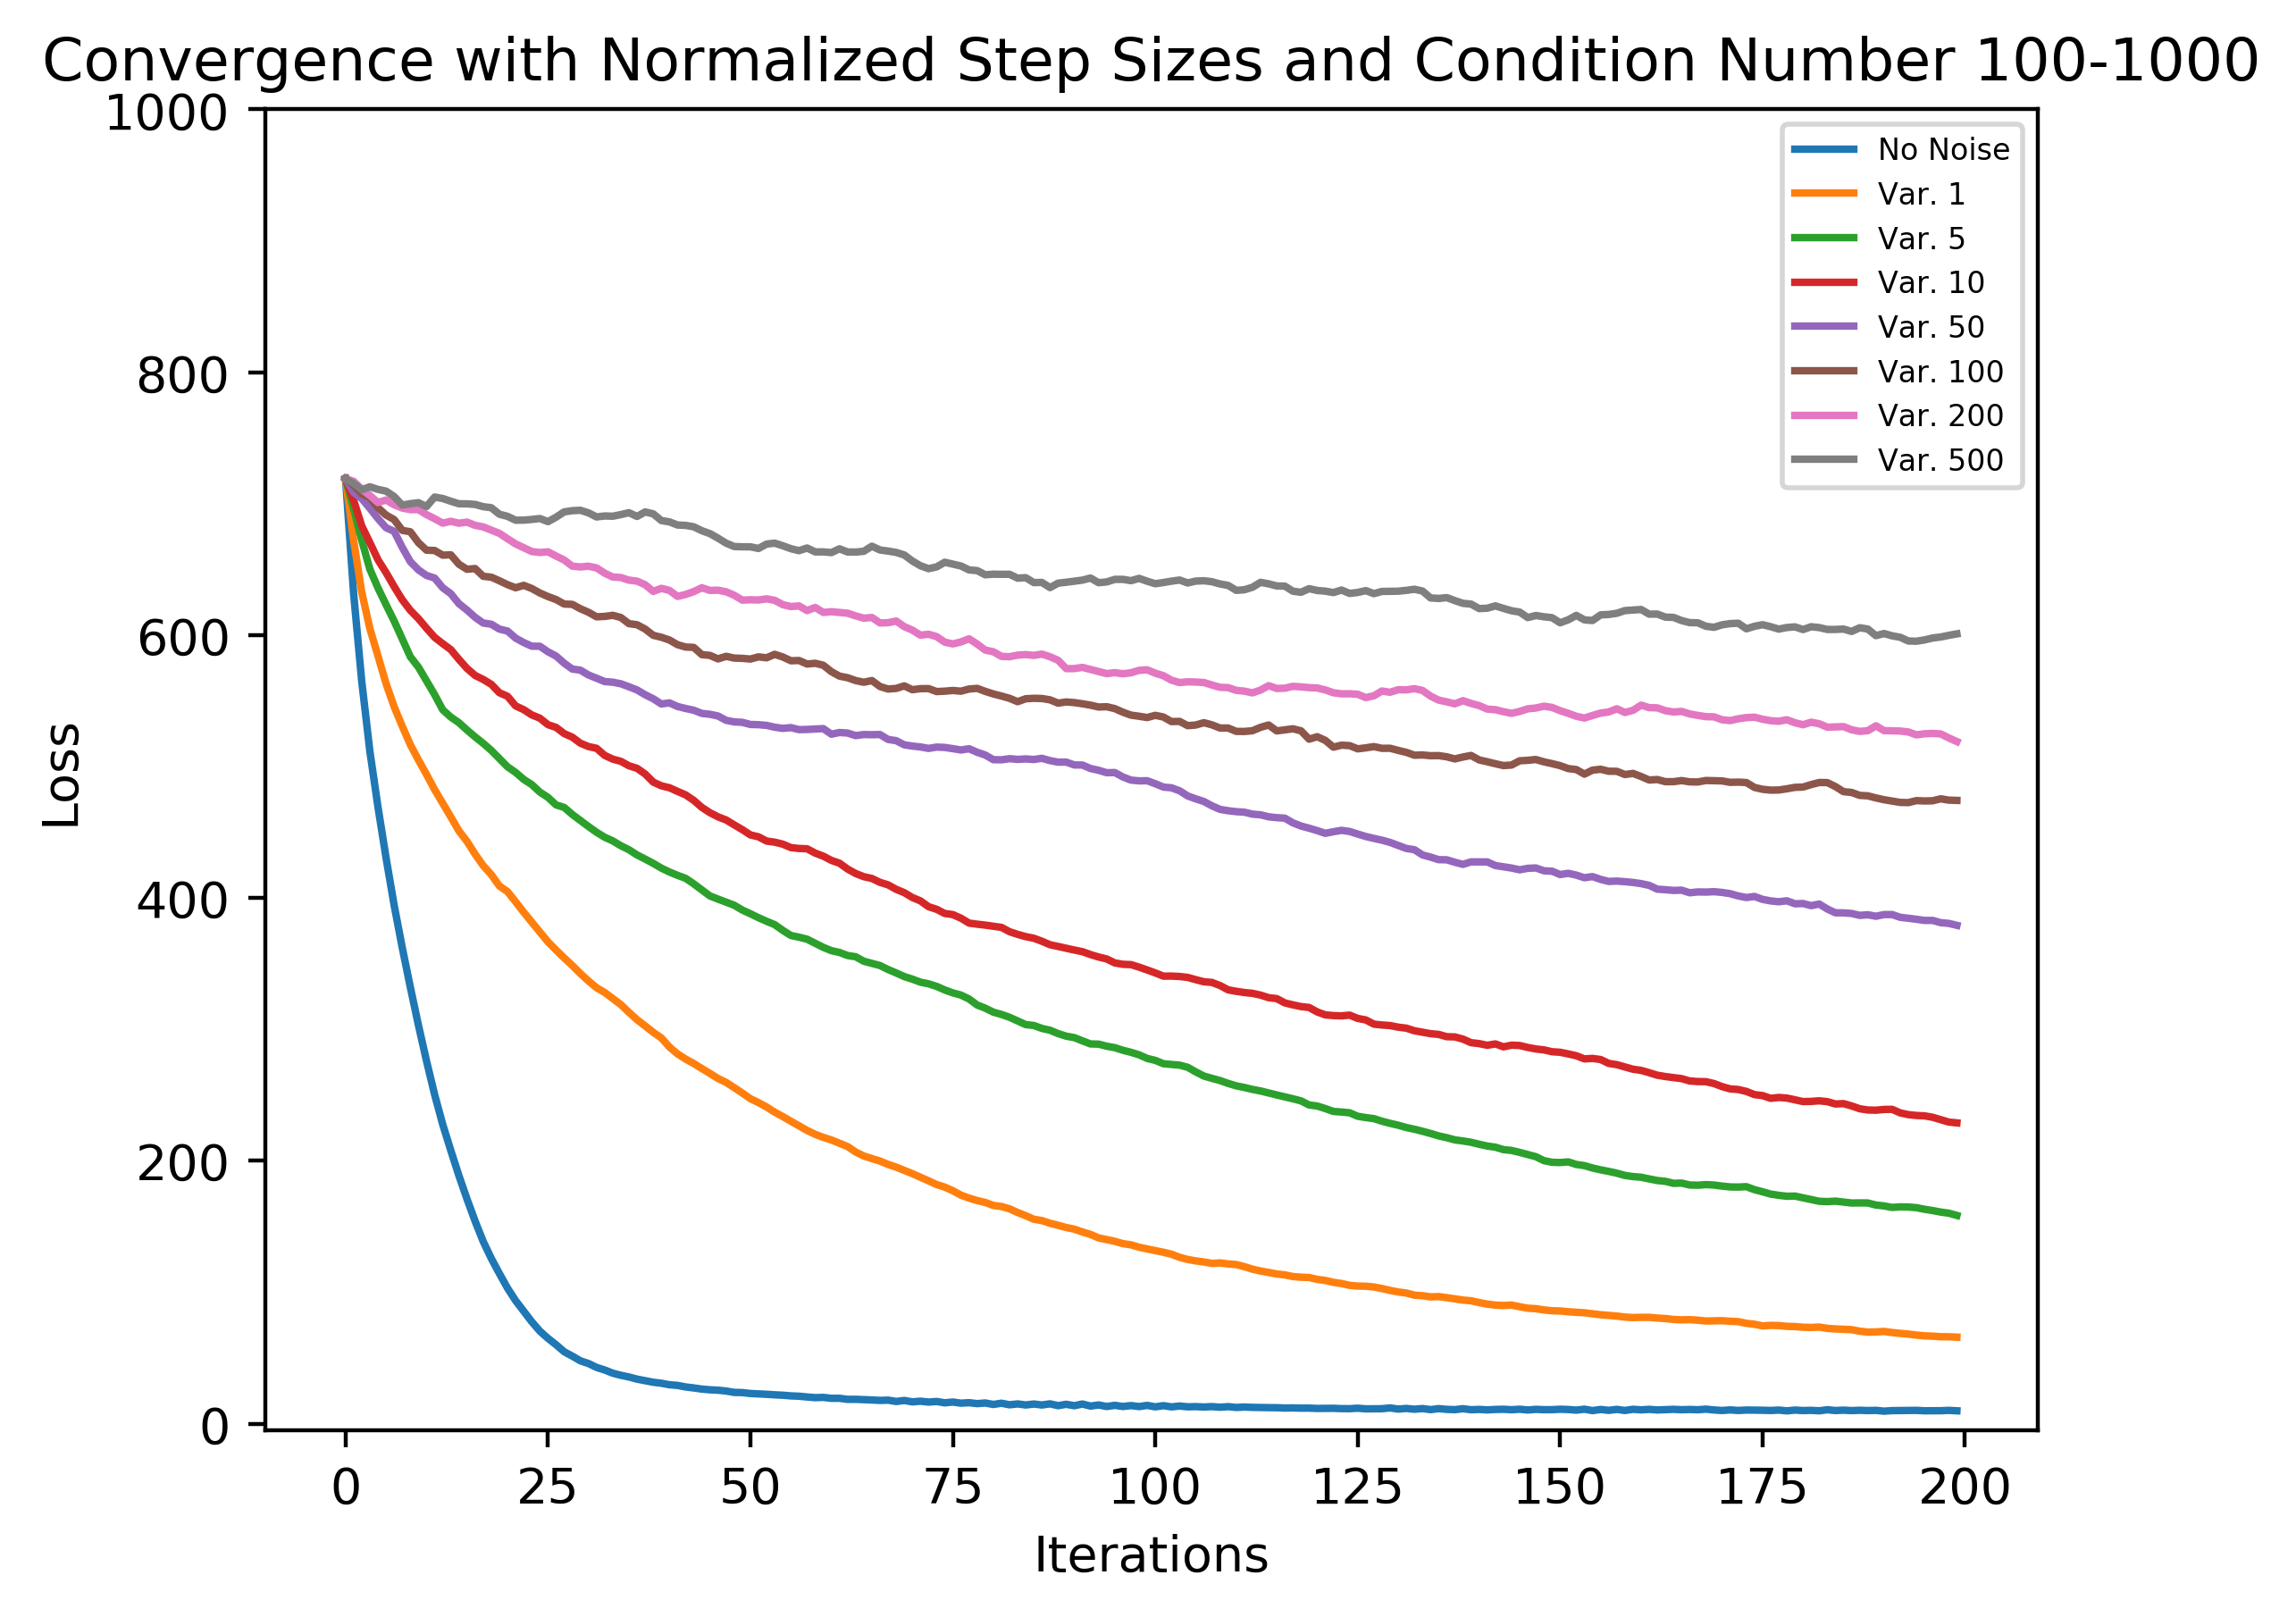 Convergence with Normalized Step Sizes and Condition Number 100-1000
1000
800
600
400
200
0
Loss
No Noise
Var. 1
Var. 5
Var. 10
Var. 50
Var. 100
Var. 200
Var. 500
0 25 50 75 100 125 150 175 200
Iterations